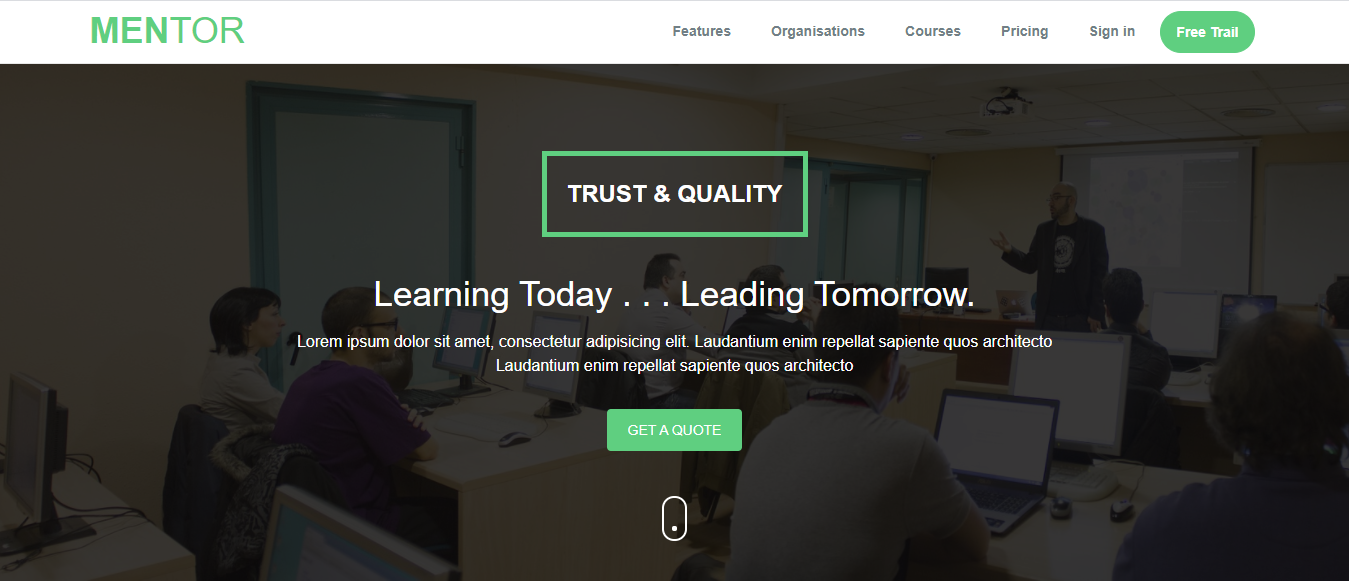 MENTOR
Features Organisations Courses Pricing Sign in Free Trail
TRUST & QUALITY
Learning Today . . . Leading Tomorrow.
Lorem ipsum dolor sit amet, consectetur adipisicing elit. Laudantium enim repellat sapiente quos architecto
Laudantium enim repellat sapiente quos architecto
GET A QUOTE